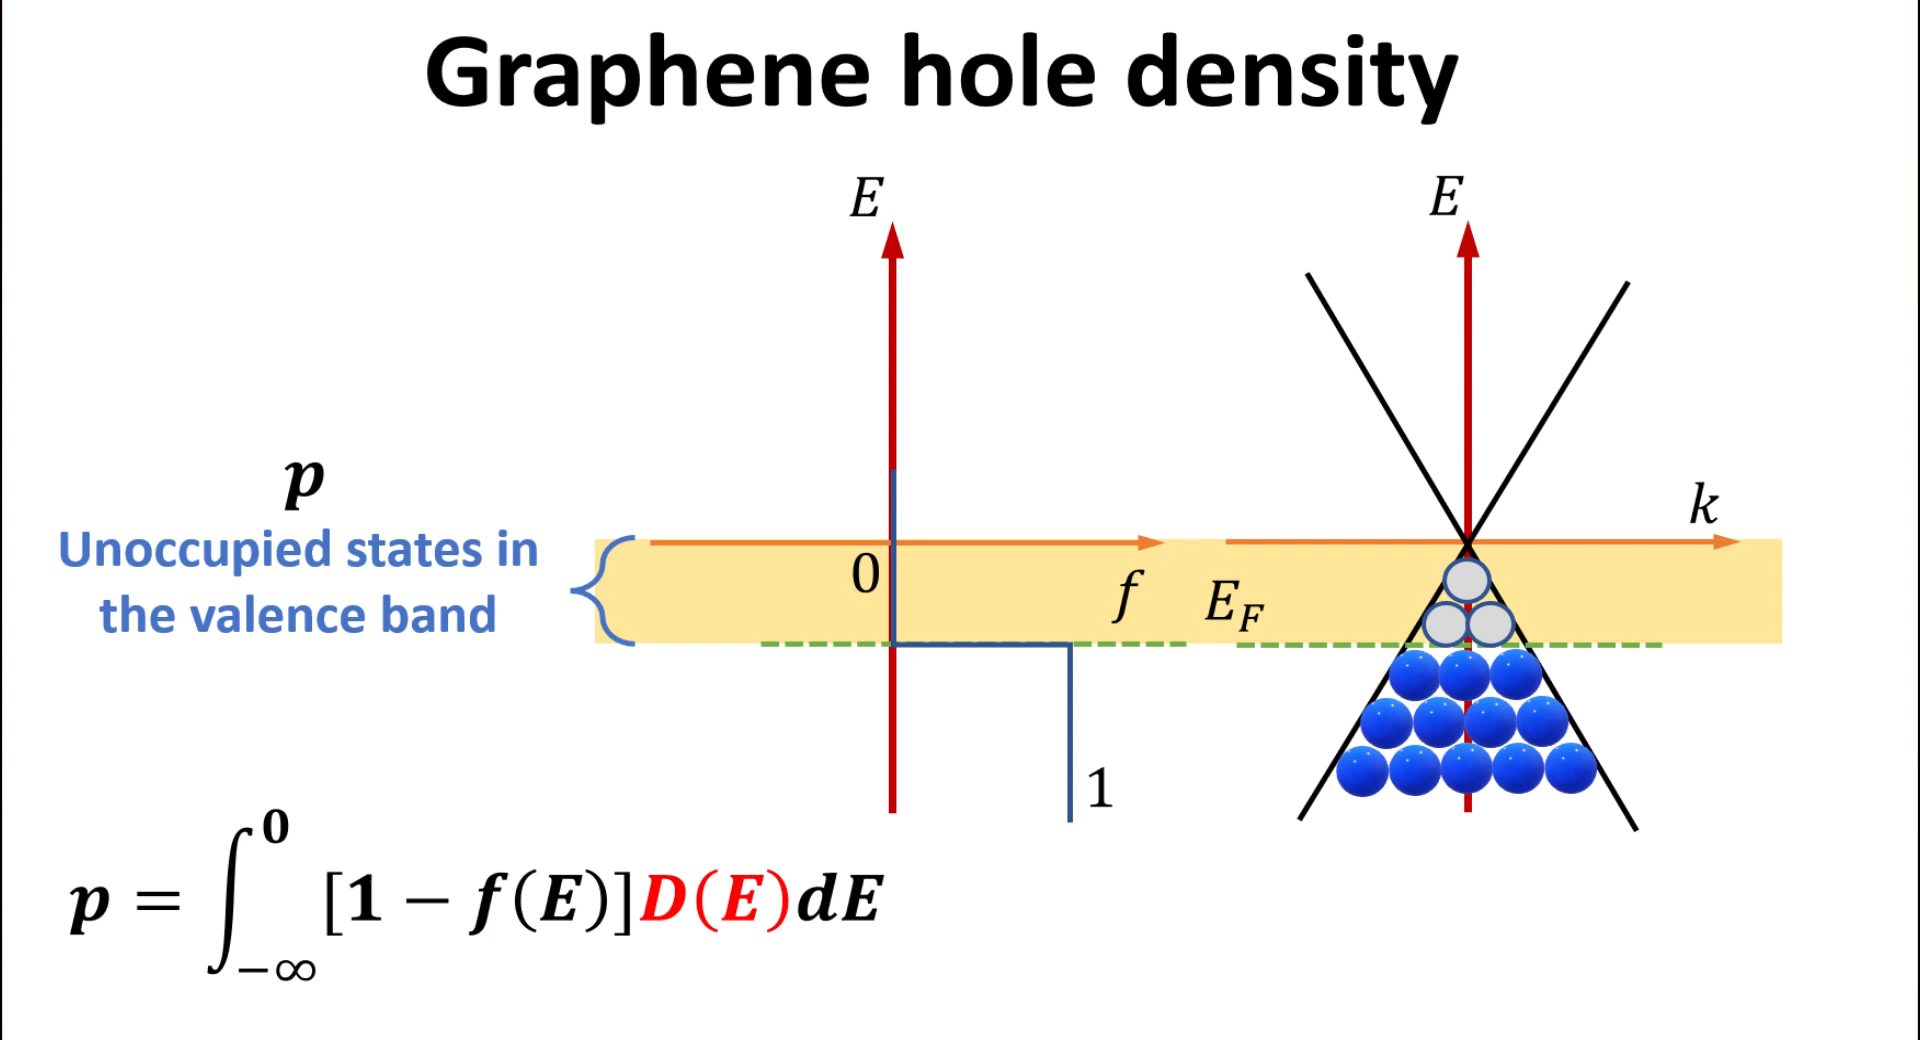 Graphene hole density
E
E
p
Unoccupied states in
the valence band
0
f
E_F
k
1
p = ∫_{-∞}^{0} [1 − f(E)]D(E)dE